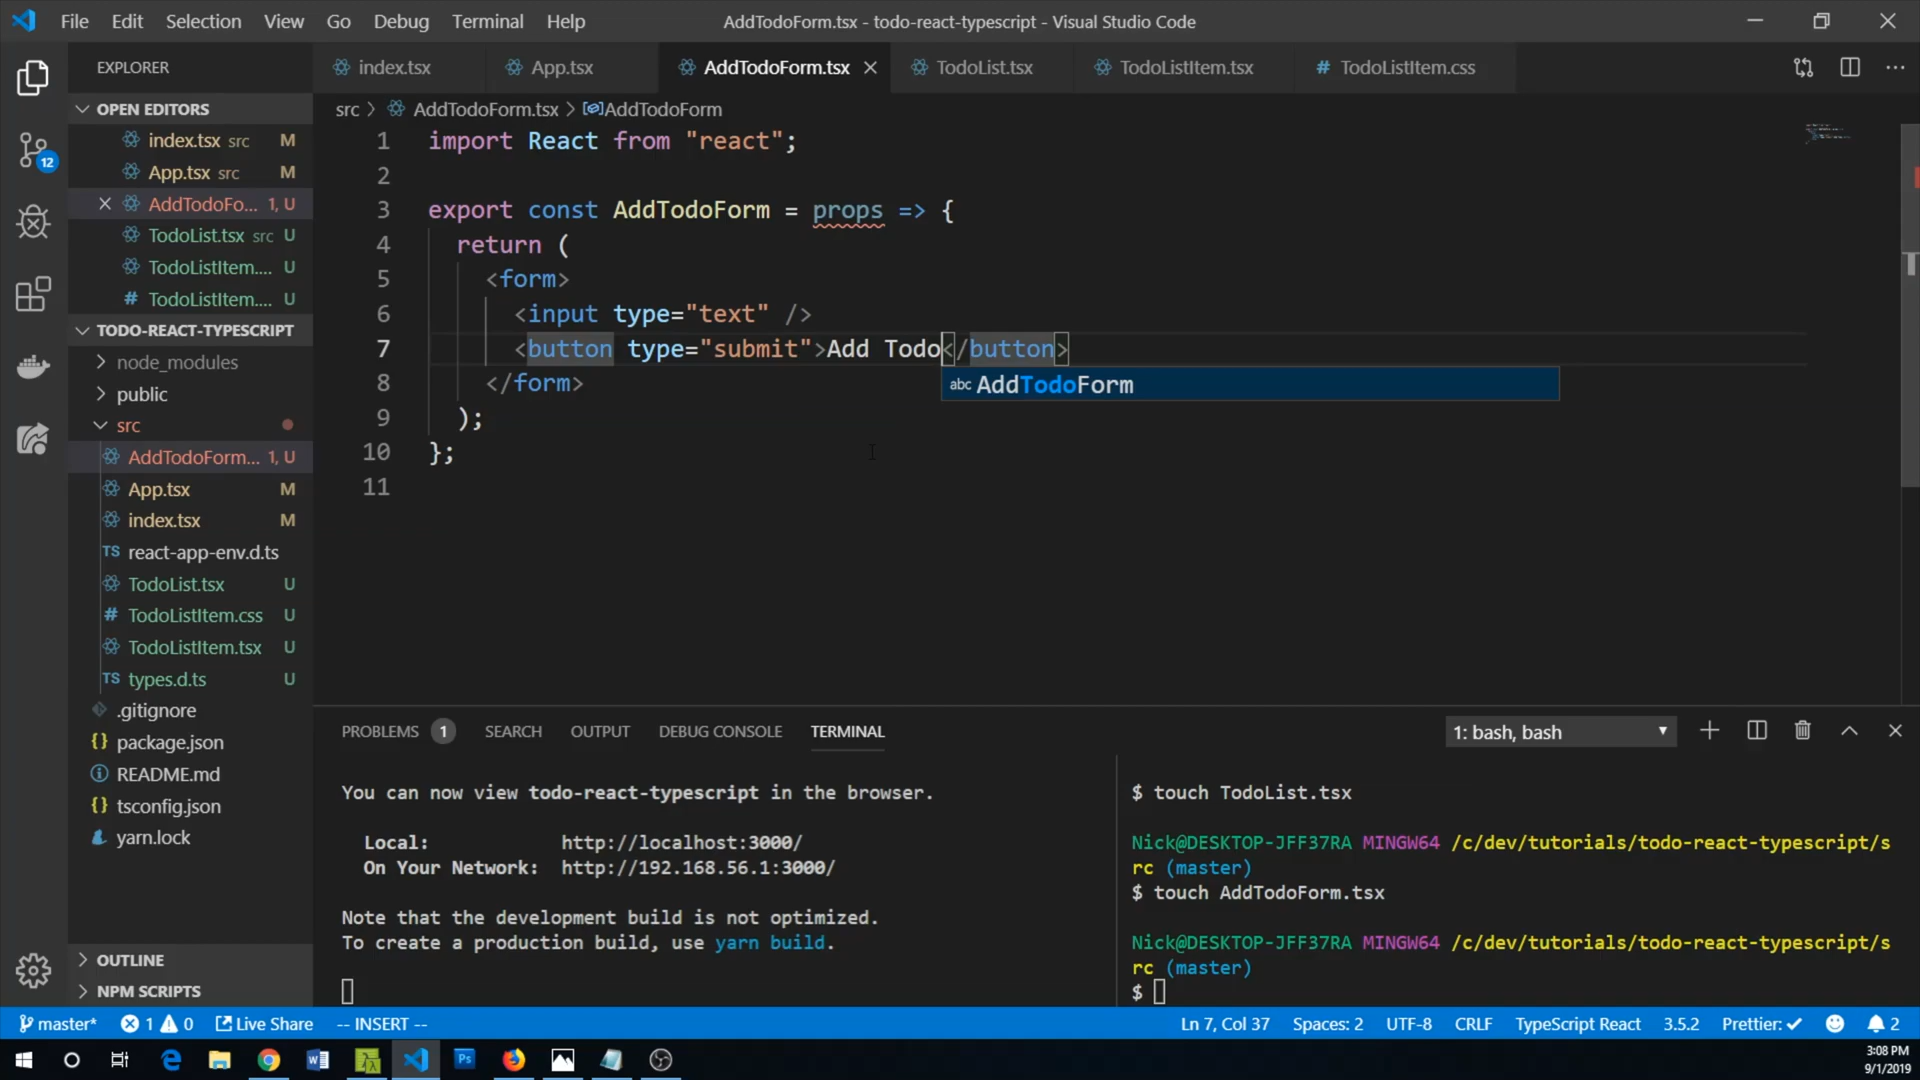 File Edit Selection View Go Debug Terminal Help
AddTodoForm.tsx - todo-react-typescript - Visual Studio Code
EXPLORER
index.tsx
App.tsx
AddTodoForm.tsx
TodoList.tsx
TodoListItem.tsx
# TodoListItem.css
OPEN EDITORS
index.tsx src M
App.tsx src M
AddTodoFo... 1, U
TodoList.tsx src U
TodoListItem.... U
# TodoListItem.... U
TODO-REACT-TYPESCRIPT
node_modules
public
src
AddTodoForm... 1, U
App.tsx M
index.tsx M
TS react-app-env.d.ts
TodoList.tsx U
# TodoListItem.css U
TodoListItem.tsx U
TS types.d.ts U
.gitignore
{} package.json
README.md
{} tsconfig.json
yarn.lock
OUTLINE
NPM SCRIPTS
12
src > AddTodoForm.tsx > AddTodoForm
1 import React from "react";
2
3 export const AddTodoForm = props => {
4 return (
5 <form>
6 <input type="text" />
7 <button type="submit">Add Todo</button>
8 </form>
9 );
10 };
11
abc AddTodoForm
PROBLEMS 1 SEARCH OUTPUT DEBUG CONSOLE TERMINAL
1: bash, bash
You can now view todo-react-typescript in the browser.
Local: http://localhost:3000/
On Your Network: http://192.168.56.1:3000/
Note that the development build is not optimized.
To create a production build, use yarn build.
$ touch TodoList.tsx
Nick@DESKTOP-JFF37RA MINGW64 /c/dev/tutorials/todo-react-typescript/s
rc (master)
$ touch AddTodoForm.tsx
Nick@DESKTOP-JFF37RA MINGW64 /c/dev/tutorials/todo-react-typescript/s
rc (master)
$
master* 1 0 Live Share -- INSERT --
Ln 7, Col 37 Spaces: 2 UTF-8 CRLF TypeScript React 3.5.2 Prettier: ✓ 2
Ps
3:08 PM
9/1/2019